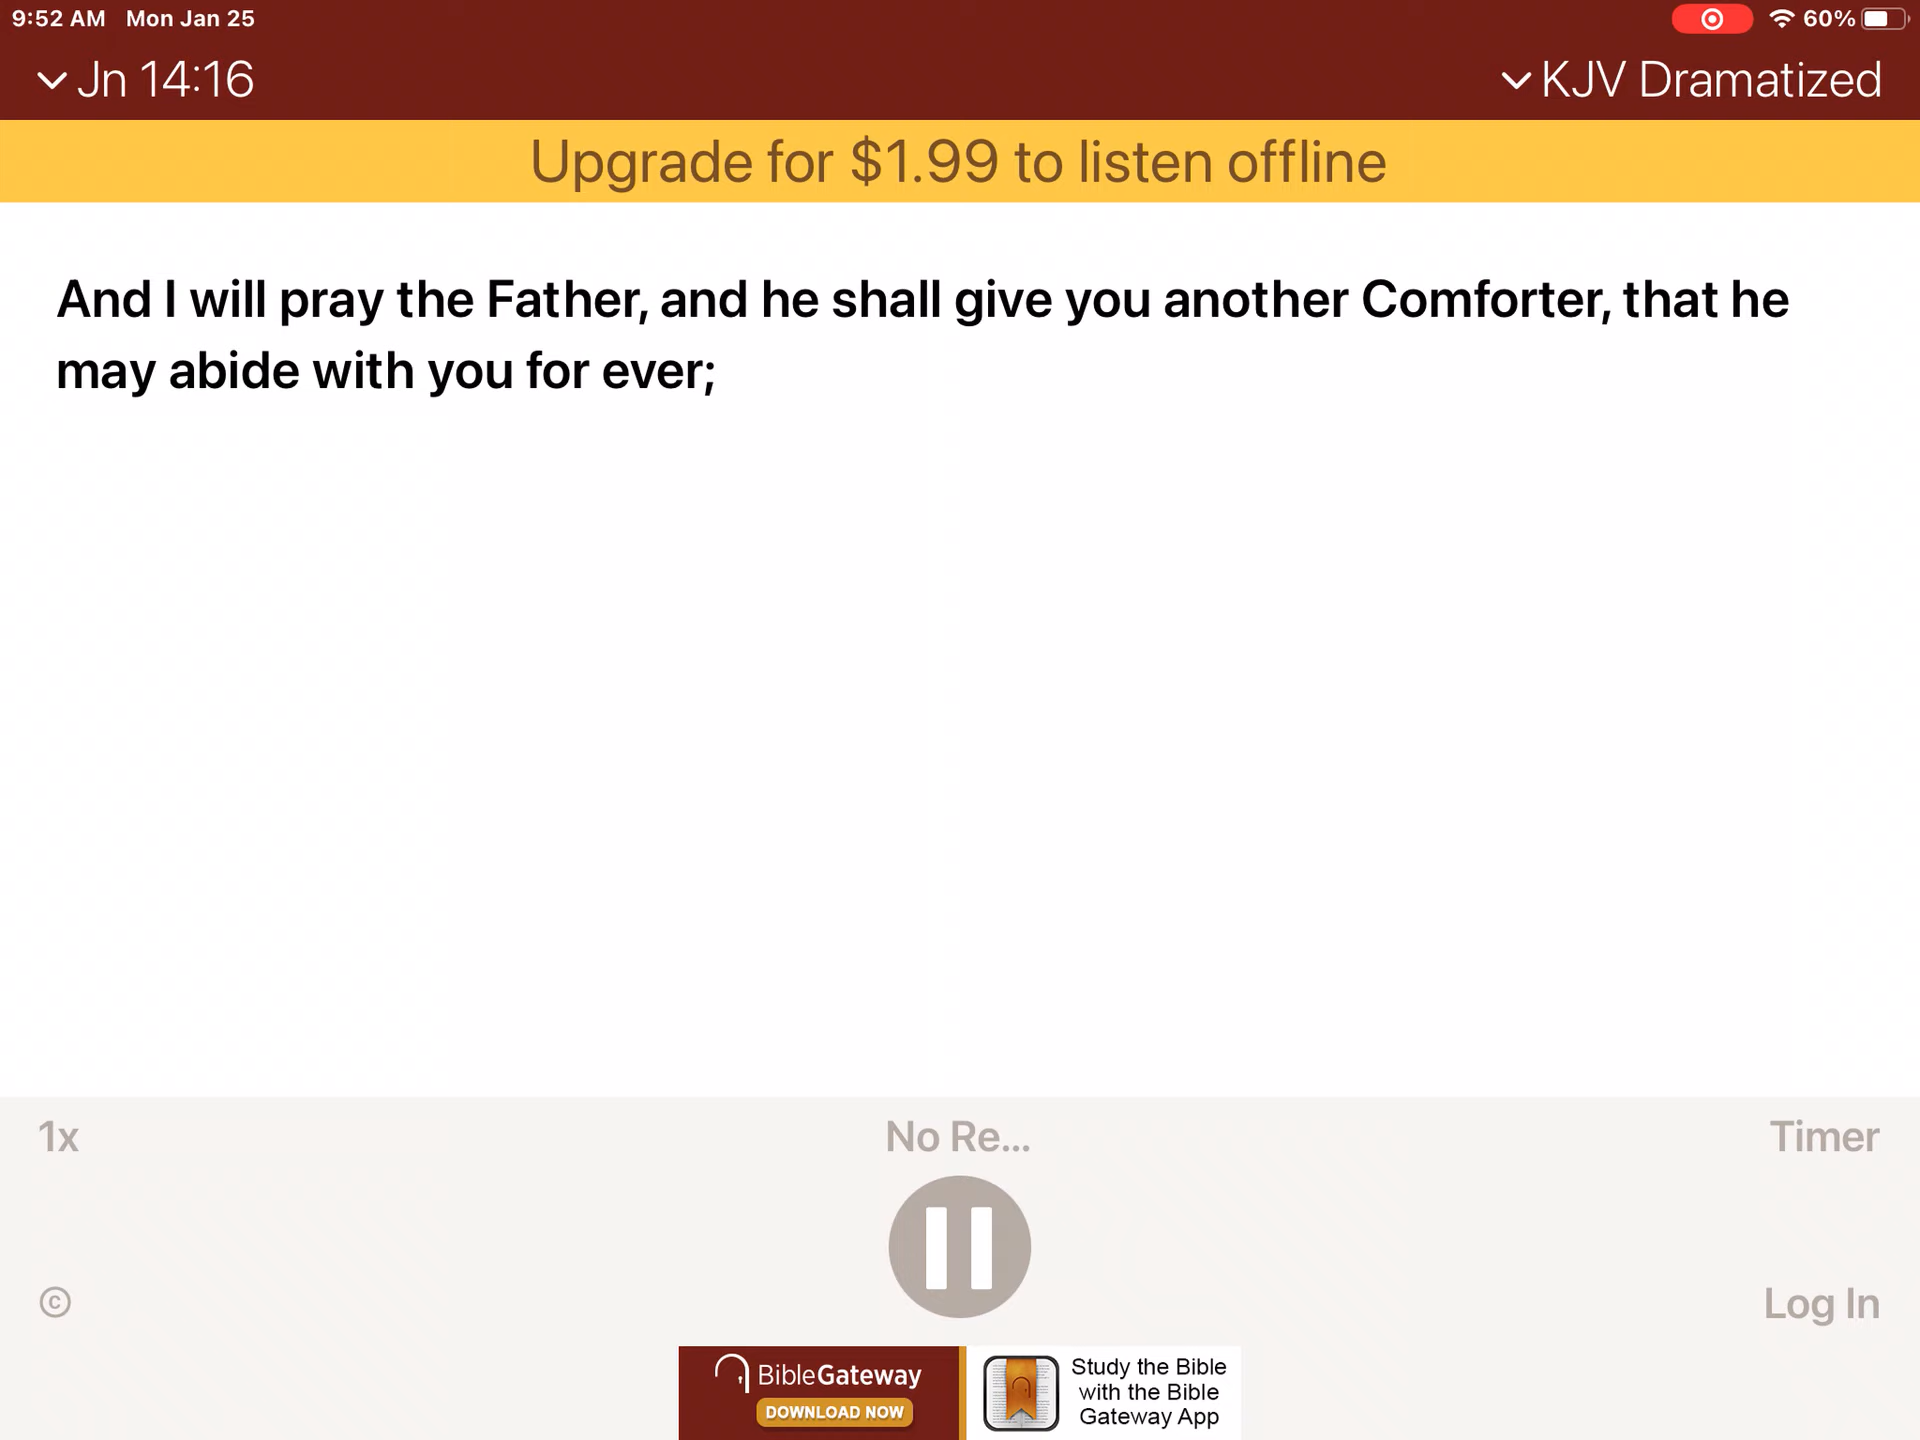 9:52 AM Mon Jan 25
60%
Jn 14:16
KJV Dramatized
Upgrade for $1.99 to listen offline
And I will pray the Father, and he shall give you another Comforter, that he
may abide with you for ever;
1x
No Re...
Timer
©
Log In
BibleGateway
DOWNLOAD NOW
Study the Bible
with the Bible
Gateway App